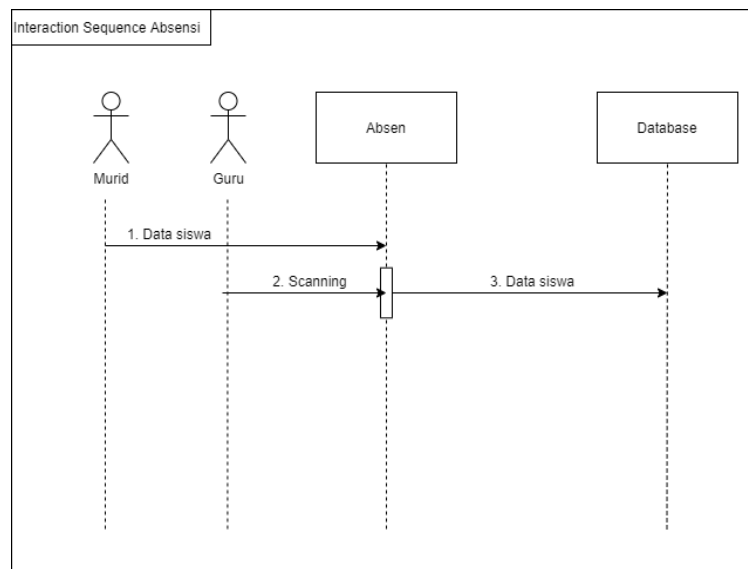 Interaction Sequence Absensi
Murid
Guru
Absen
Database
1. Data siswa
2. Scanning
3. Data siswa